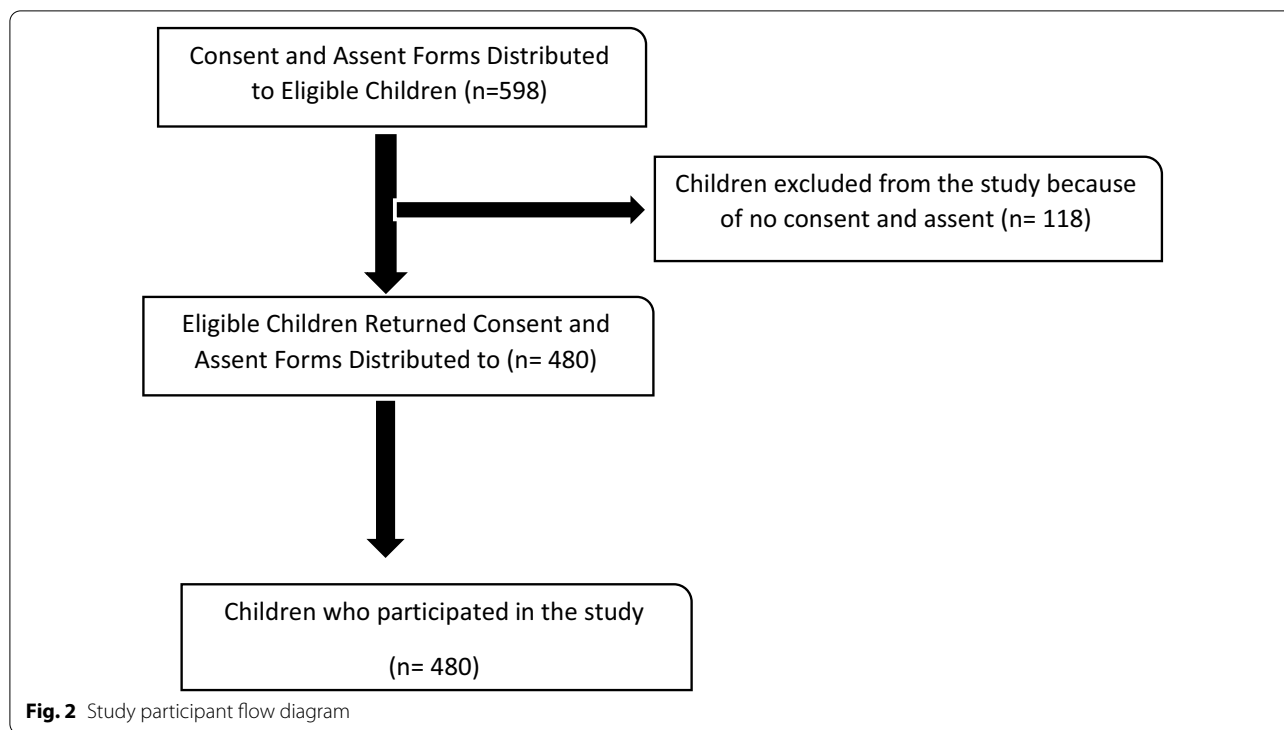 Consent and Assent Forms Distributed
to Eligible Children (n=598)
Children excluded from the study because
of no consent and assent (n= 118)
Eligible Children Returned Consent and
Assent Forms Distributed to (n= 480)
Children who participated in the study
(n= 480)
Fig. 2 Study participant flow diagram